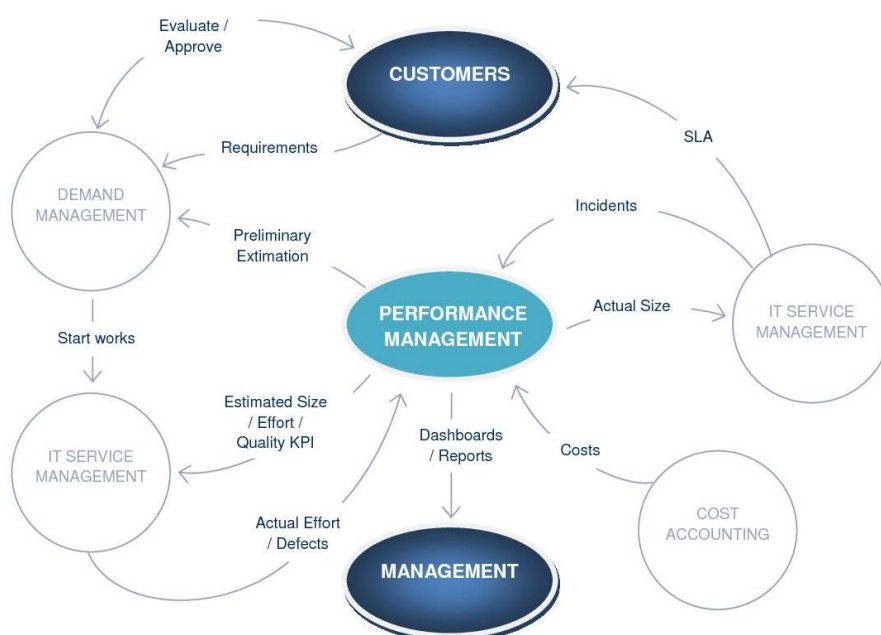 Evaluate /
Approve
CUSTOMERS
Requirements
SLA
DEMAND
MANAGEMENT
Incidents
Preliminary
Extimation
PERFORMANCE
MANAGEMENT
Actual Size
IT SERVICE
MANAGEMENT
Start works
Estimated Size
/ Effort /
Quality KPI
Dashboards
/ Reports
Costs
IT SERVICE
MANAGEMENT
Actual Effort
/ Defects
COST
ACCOUNTING
MANAGEMENT